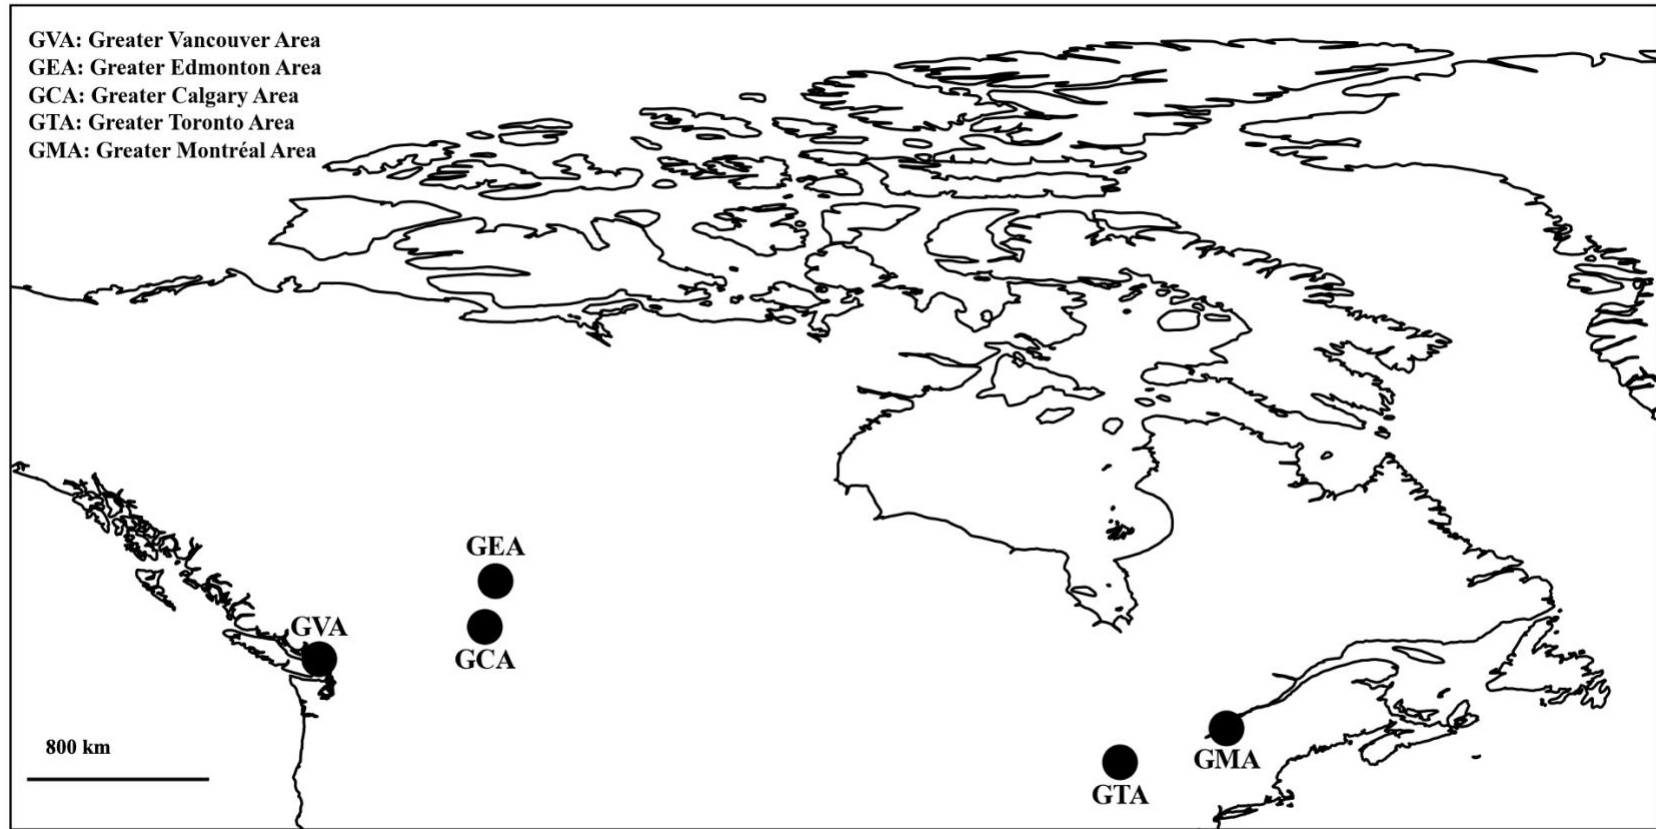 GVA: Greater Vancouver Area
GEA: Greater Edmonton Area
GCA: Greater Calgary Area
GTA: Greater Toronto Area
GMA: Greater Montréal Area
GEA
GVA
GCA
800 km
GMA
GTA